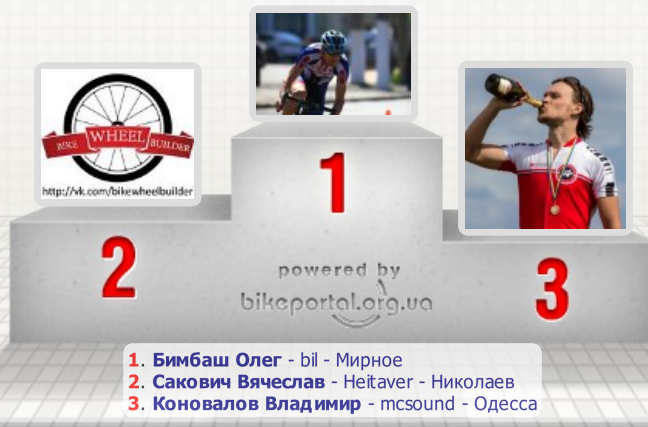 BIKE WHEEL BUILDER
http://vk.com/bikewheelbuilder
1
2
3
powered by
bikeportal.org.ua
1. Бимбаш Олег - bil - Мирное
2. Сакович Вячеслав - Heitaver - Николаев
3. Коновалов Владимир - mcsound - Одесса